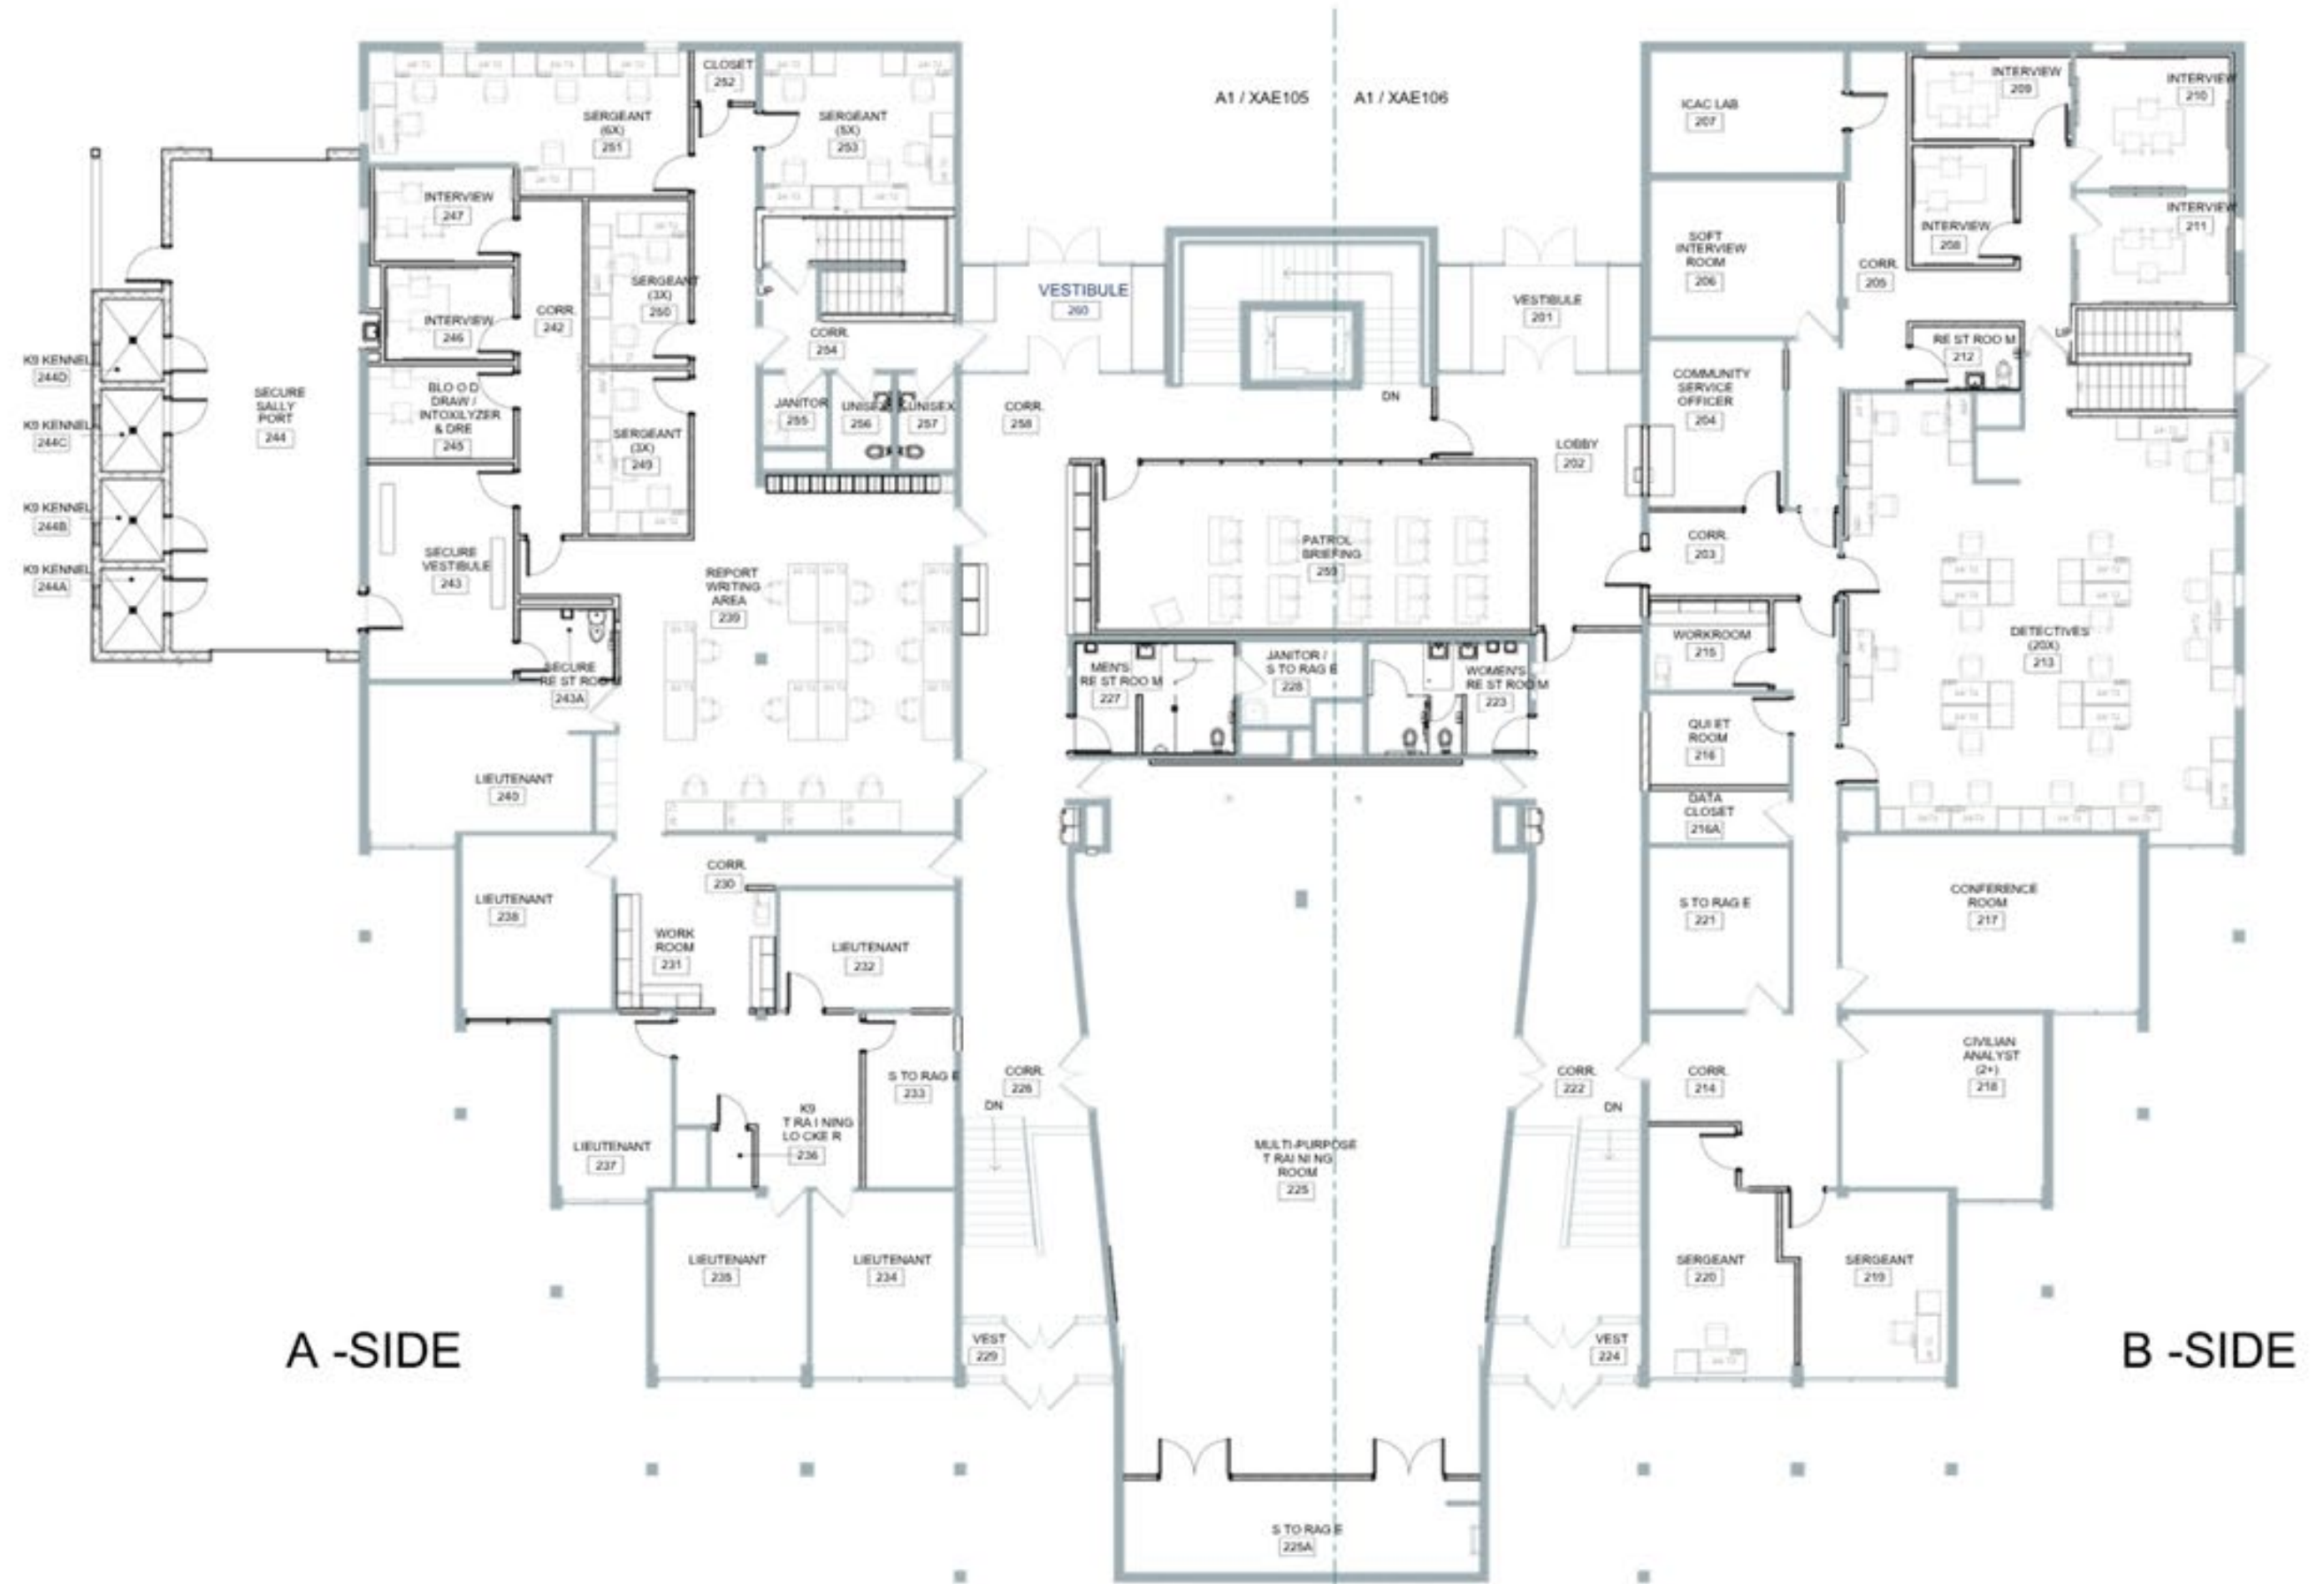 A1 / XAE105
A1 / XAE106
CLOSET
252
SERGEANT
(6X)
251
SERGEANT
(5X)
253
INTERVIEW
247
INTERVIEW
246
SERGEANT
(3X)
250
CORR.
242
UP
CORR.
254
VESTIBULE
260
VESTIBULE
201
K9 KENNEL
244D
K9 KENNEL
244C
K9 KENNEL
244B
K9 KENNEL
244A
SECURE
SALLY
PORT
244
BLOOD
DRAW /
INTOXILYZER
& DRE
245
SERGEANT
(3X)
249
JANITOR
255
UNISEX
256
UNISEX
257
CORR.
258
DN
SECURE
VESTIBULE
243
SECURE
RESTROOM
243A
REPORT
WRITING
AREA
239
PATROL
BRIEFING
259
LOBBY
202
MEN'S
RESTROOM
227
JANITOR /
STORAGE
228
WOMEN'S
RESTROOM
223
LIEUTENANT
240
LIEUTENANT
238
CORR.
230
WORK
ROOM
231
LIEUTENANT
232
STORAGE
233
K9
TRAINING
LOCKER
236
LIEUTENANT
237
LIEUTENANT
235
LIEUTENANT
234
CORR.
226
DN
MULTI-PURPOSE
TRAINING
ROOM
225
CORR.
222
DN
VEST
229
VEST
224
STORAGE
225A
ICAC LAB
207
INTERVIEW
209
INTERVIEW
210
INTERVIEW
208
INTERVIEW
211
SOFT
INTERVIEW
ROOM
206
CORR.
205
UP
RESTROOM
212
COMMUNITY
SERVICE
OFFICER
204
CORR.
203
WORKROOM
215
DETECTIVES
(20X)
213
QUIET
ROOM
216
DATA
CLOSET
216A
STORAGE
221
CONFERENCE
ROOM
217
CORR.
214
CIVILIAN
ANALYST
(2+)
218
SERGEANT
220
SERGEANT
219
A -SIDE
B -SIDE